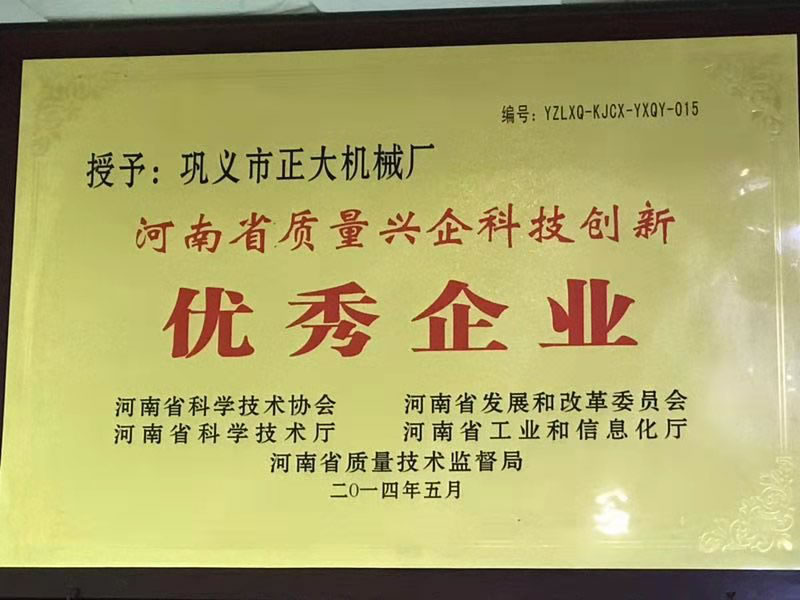 编号：YZLXQ-KJCX-YXQY-015
授予：巩义市正大机械厂
河南省质量兴企科技创新
优秀企业
河南省科学技术协会 河南省发展和改革委员会
河南省科学技术厅 河南省工业和信息化厅
河南省质量技术监督局
二〇一四年五月